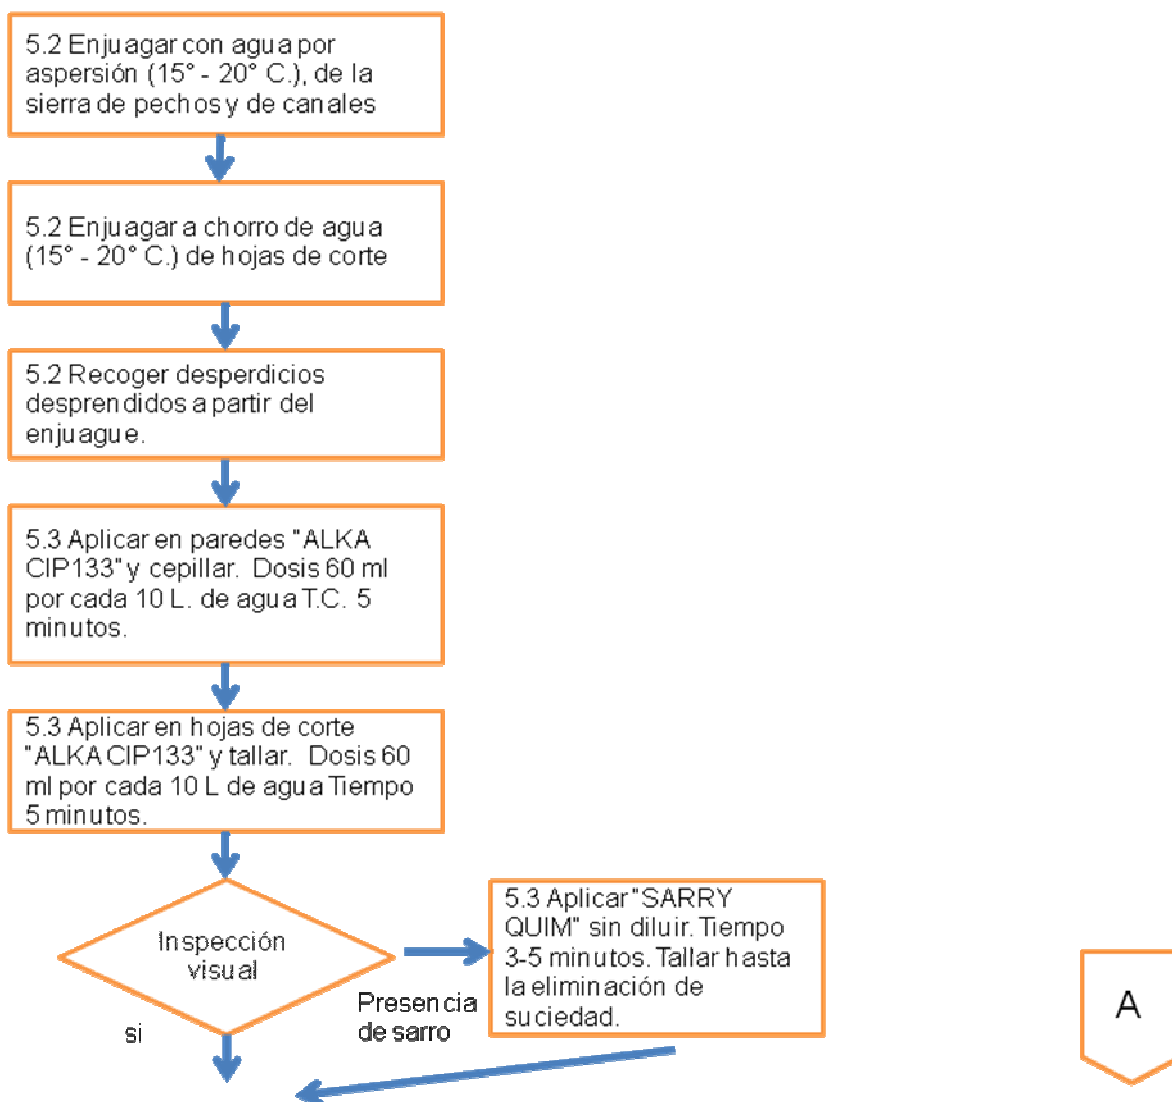 5.2 Enjuagar con agua por
aspersión (15° - 20° C.), de la
sierra de pechos y de canales
5.2 Enjuagar a chorro de agua
(15° - 20° C.) de hojas de corte
5.2 Recoger desperdicios
desprendidos a partir del
enjuague.
5.3 Aplicar en paredes "ALKA
CIP133" y cepillar. Dosis 60 ml
por cada 10 L. de agua T.C. 5
minutos.
5.3 Aplicar en hojas de corte
"ALKA CIP133" y tallar. Dosis 60
ml por cada 10 L de agua Tiempo
5 minutos.
Inspección
visual
si
Presencia
de sarro
5.3 Aplicar "SARRY
QUIM" sin diluir. Tiempo
3-5 minutos. Tallar hasta
la eliminación de
suciedad.
A